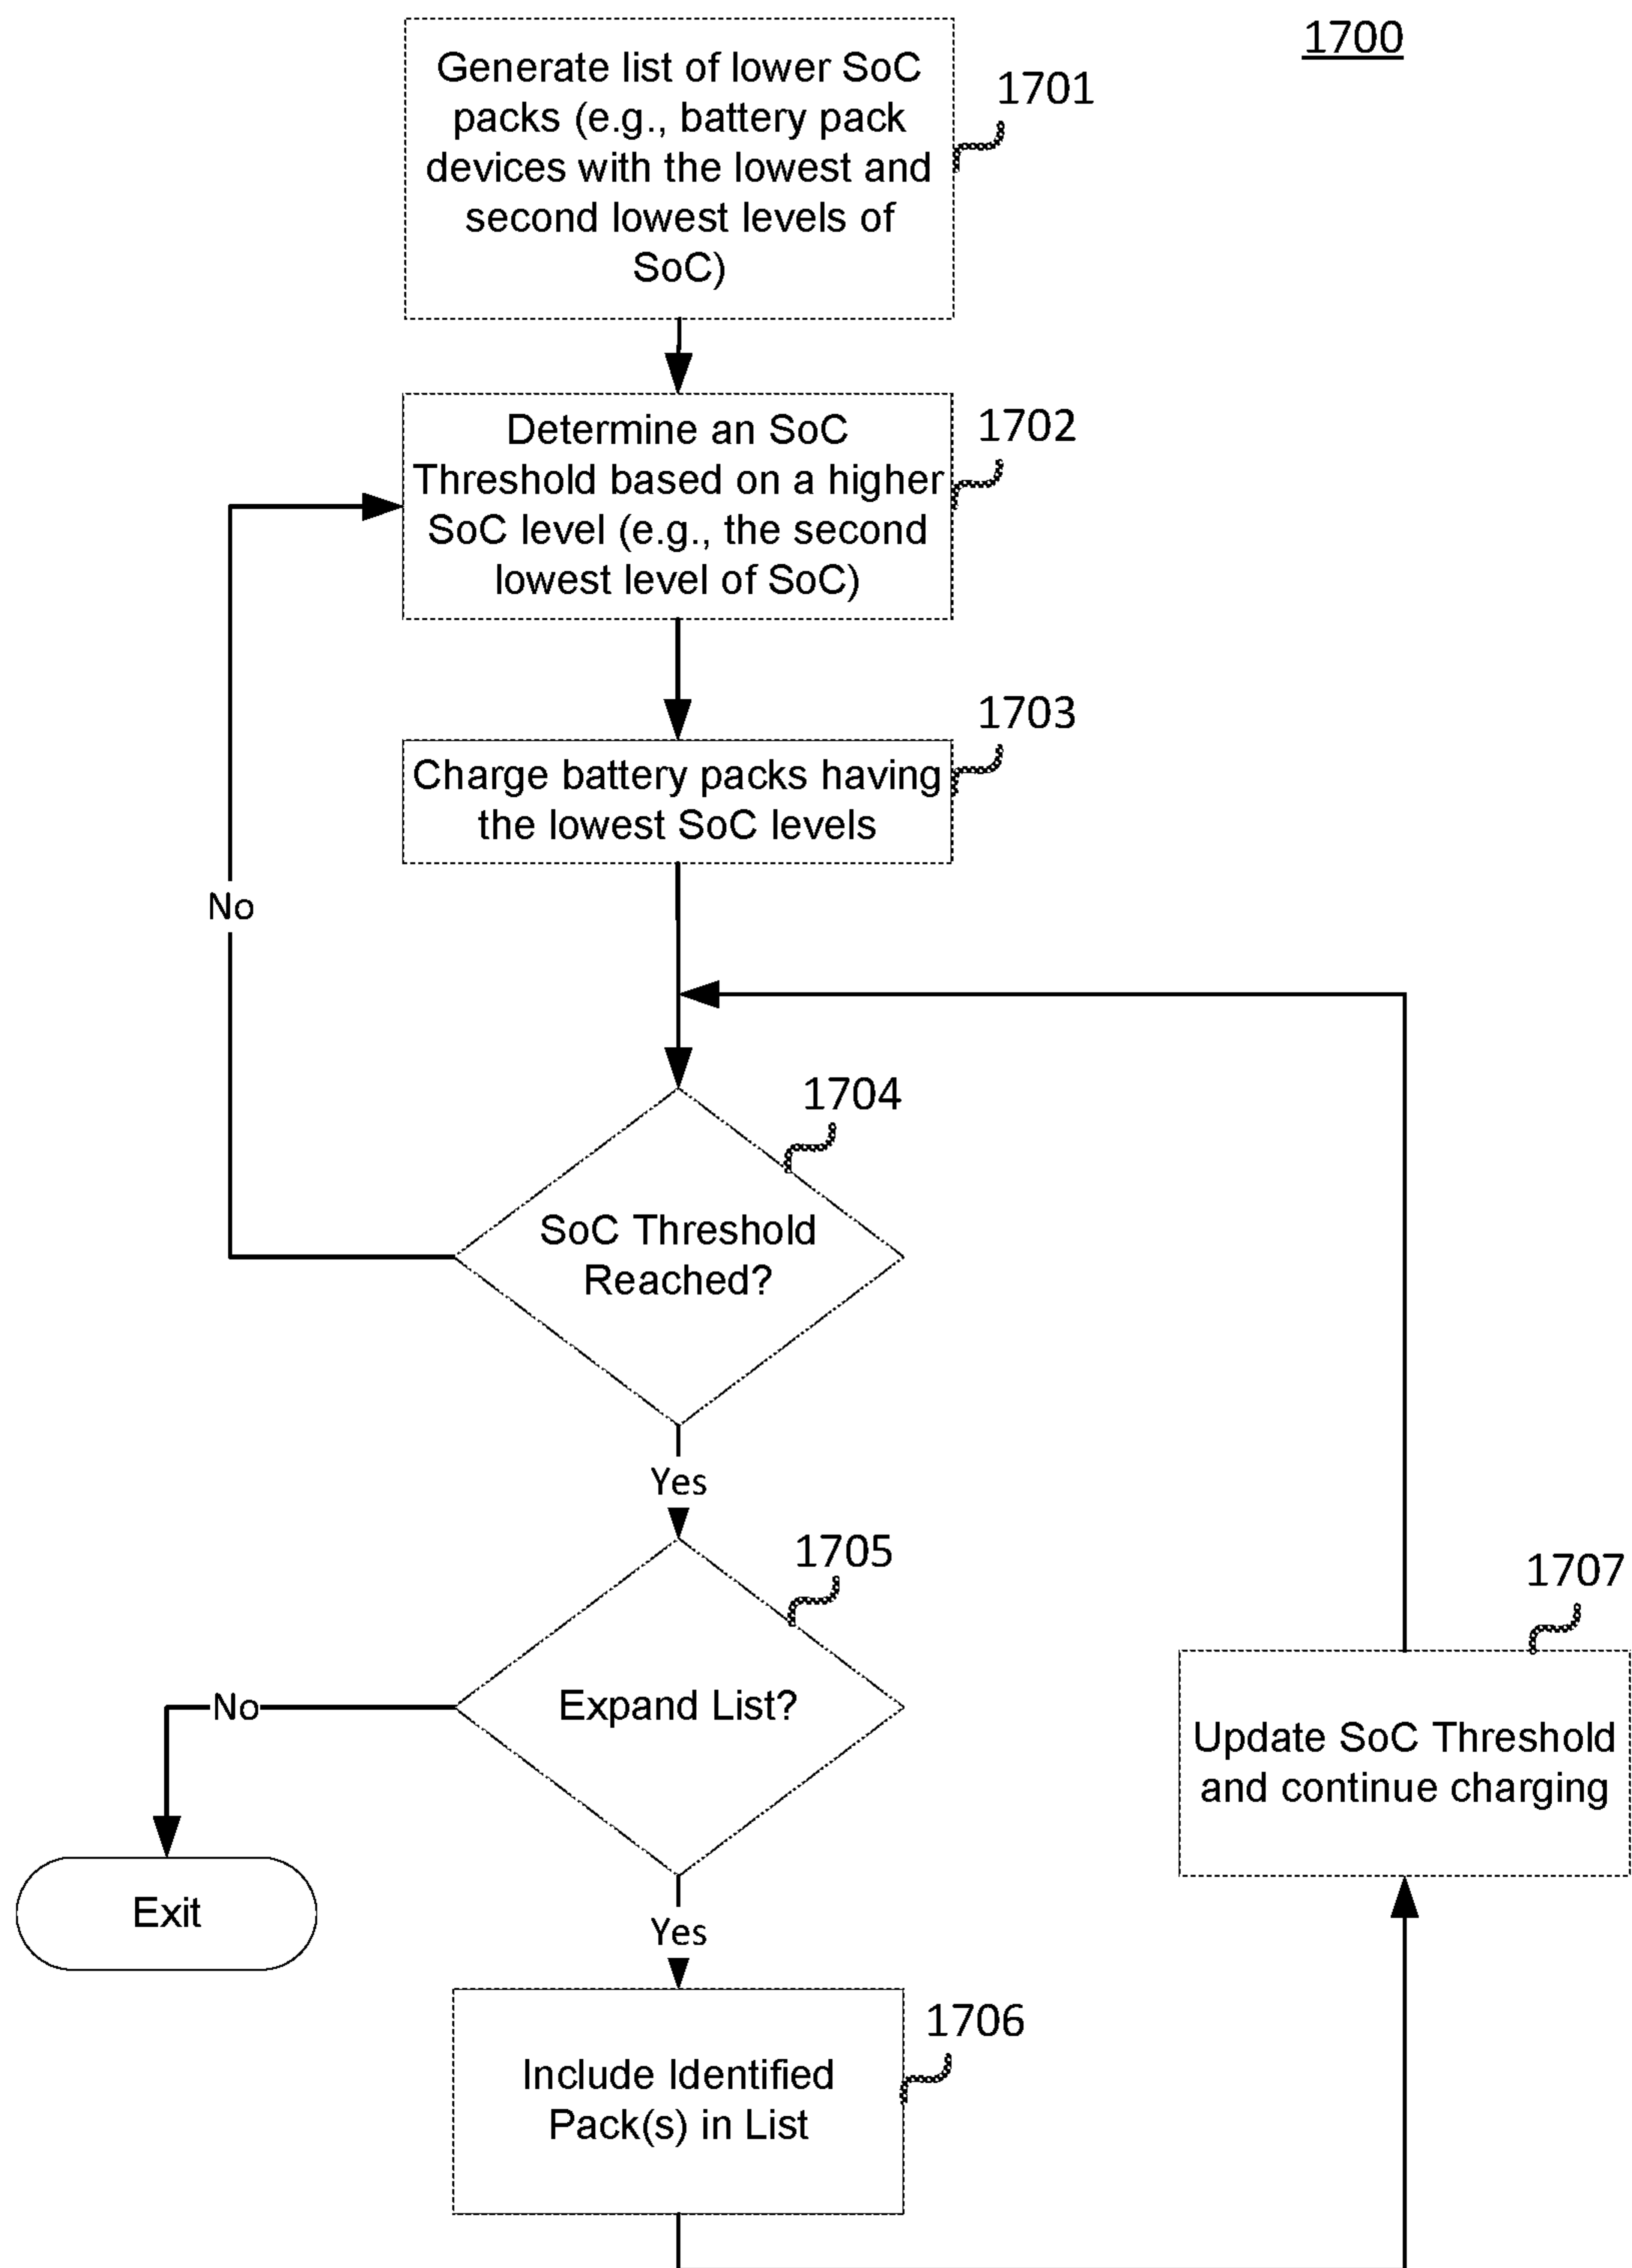 1700
Generate list of lower SoC
packs (e.g., battery pack
devices with the lowest and
second lowest levels of
SoC)
1701
Determine an SoC
Threshold based on a higher
SoC level (e.g., the second
lowest level of SoC)
1702
Charge battery packs having
the lowest SoC levels
1703
No
1704
SoC Threshold
Reached?
Yes
1705
Expand List?
No
Exit
Yes
1706
Include Identified
Pack(s) in List
1707
Update SoC Threshold
and continue charging